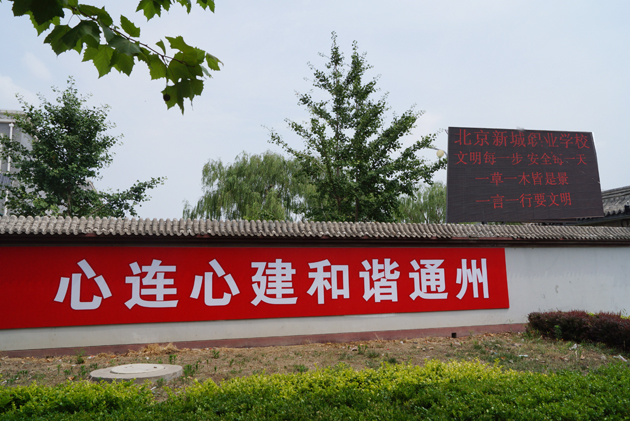 北京新城职业学校
文明每一步 安全每一天
一草一木皆是景
一言一行要文明
心连心建和谐通州